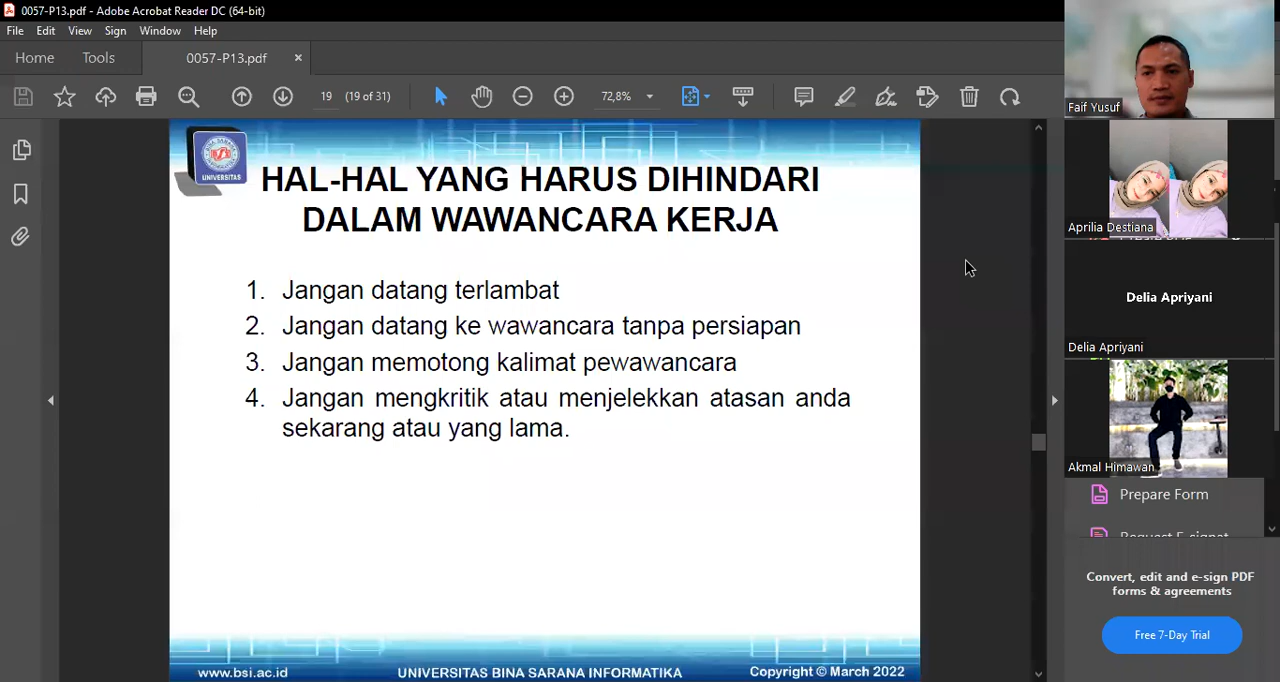 0057-P13.pdf - Adobe Acrobat Reader DC (64-bit)
File Edit View Sign Window Help
Home Tools 0057-P13.pdf ×
19 (19 of 31) 72,8%
UNIVERSITAS
HAL-HAL YANG HARUS DIHINDARI
DALAM WAWANCARA KERJA
1. Jangan datang terlambat
2. Jangan datang ke wawancara tanpa persiapan
3. Jangan memotong kalimat pewawancara
4. Jangan mengkritik atau menjelekkan atasan anda
sekarang atau yang lama.
www.bsi.ac.id UNIVERSITAS BINA SARANA INFORMATIKA Copyright © March 2022
Faif Yusuf
Aprilia Destiana
Delia Apriyani
Delia Apriyani
Akmal Himawan
Prepare Form
Request E-signat
Convert, edit and e-sign PDF
forms & agreements
Free 7-Day Trial